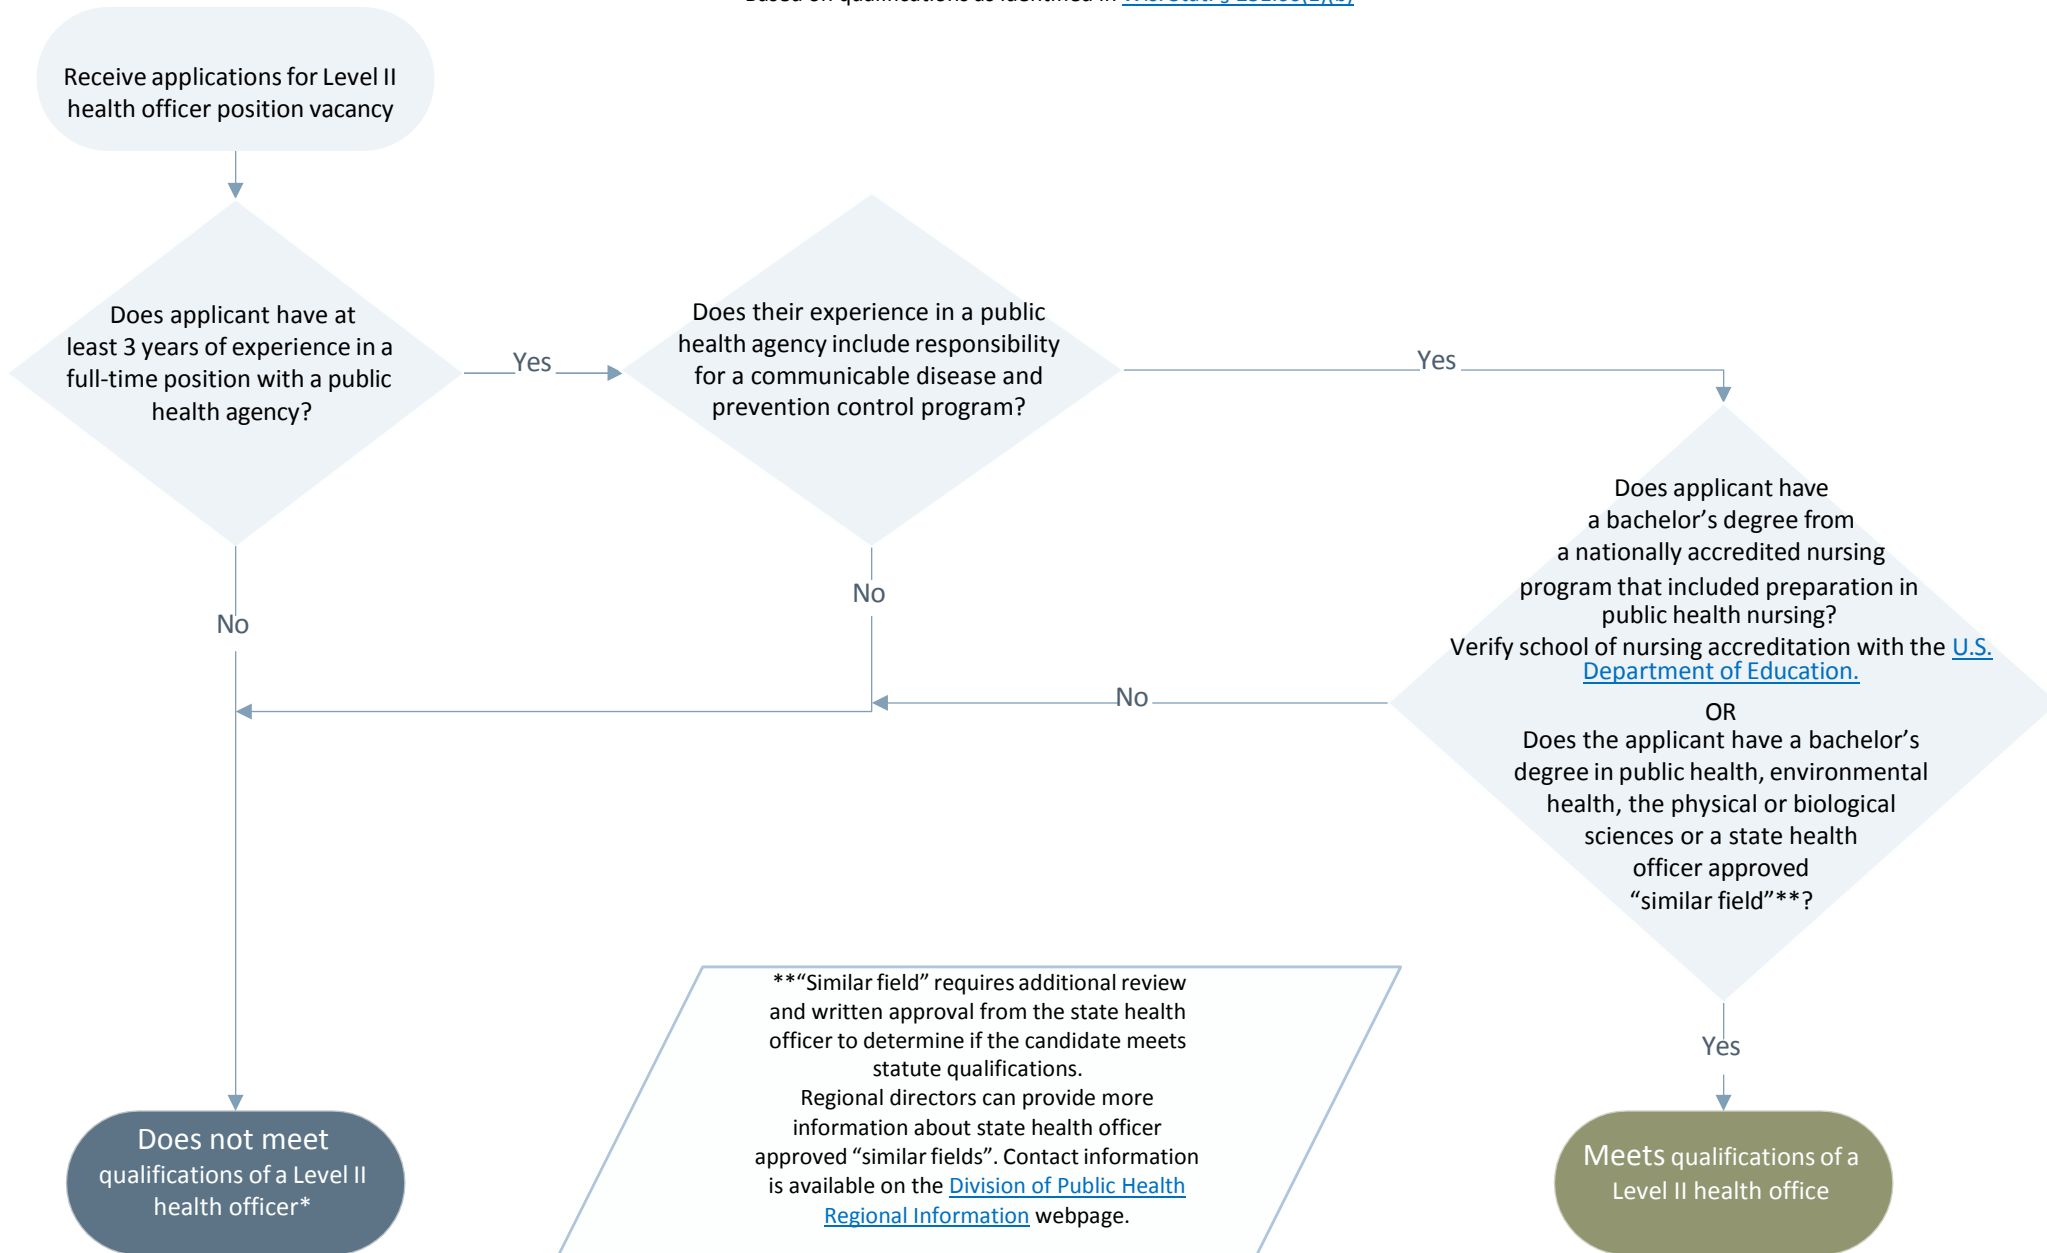 Based on qualifications as identified in
Receive applications for Level II
health officer position vacancy
Does applicant have at
least 3 years of experience in a
full-time position with a public
health agency?
Yes
Does their experience in a public
health agency include responsibility
for a communicable disease and
prevention control program?
Yes
No
No
Does applicant have
a bachelor’s degree from
a nationally accredited nursing
program that included preparation in
public health nursing?
Verify school of nursing accreditation with the U.S.
Department of Education.
OR
Does the applicant have a bachelor’s
degree in public health, environmental
health, the physical or biological
sciences or a state health
officer approved
“similar field”**?
No
Yes
**“Similar field” requires additional review
and written approval from the state health
officer to determine if the candidate meets
statute qualifications.
Regional directors can provide more
information about state health officer
approved “similar fields”. Contact information
is available on the Division of Public Health
Regional Information webpage.
Does not meet
qualifications of a Level II
health officer*
Meets qualifications of a
Level II health office